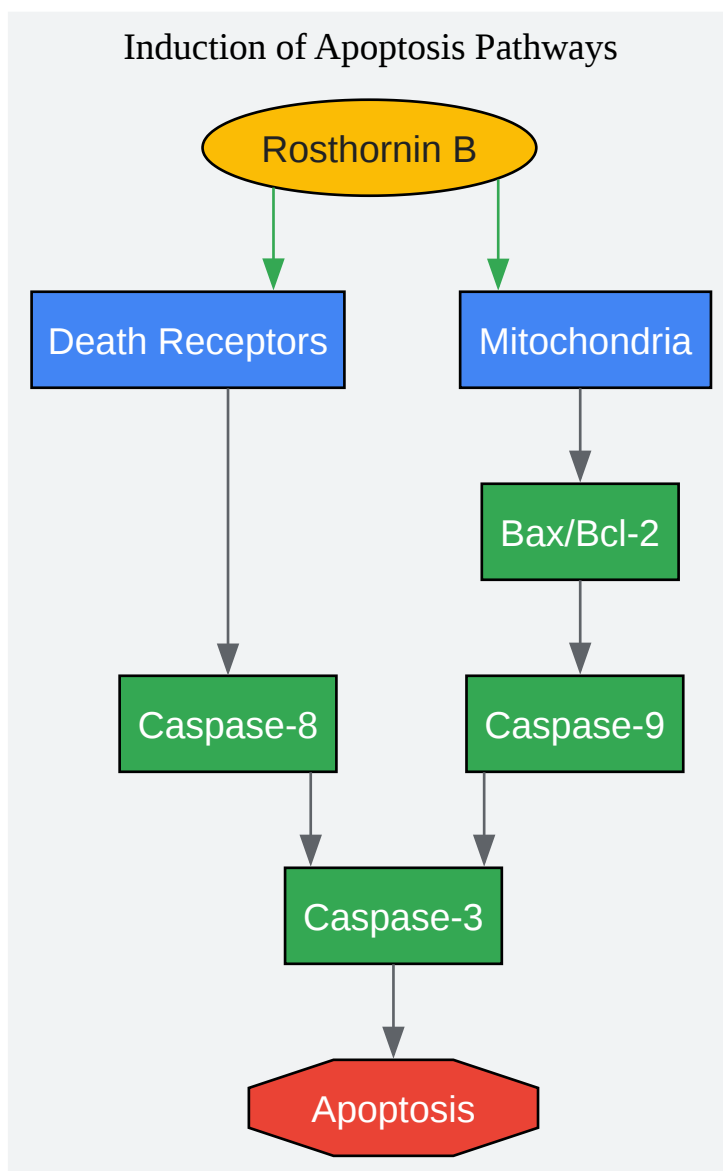 Induction of Apoptosis Pathways
Rosthornin B
Death Receptors
Mitochondria
Bax/Bcl-2
Caspase-8
Caspase-9
Caspase-3
Apoptosis